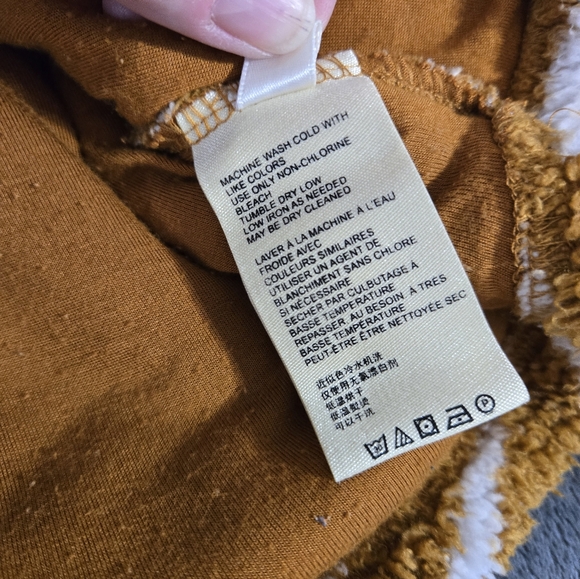 MACHINE WASH COLD WITH
LIKE COLORS
USE ONLY NON-CHLORINE
BLEACH
TUMBLE DRY LOW
LOW IRON AS NEEDED
MAY BE DRY CLEANED
LAVER À LA MACHINE À L'EAU
FROIDE AVEC
COULEURS SIMILAIRES
UTILISER UN AGENT DE
BLANCHIMENT SANS CHLORE
SI NÉCESSAIRE
SÉCHER PAR CULBUTAGE À
BASSE TEMPÉRATURE
REPASSER, AU BESOIN, À TRÈS
BASSE TEMPÉRATURE
PEUT-ÊTRE ÊTRE NETTOYÉE SEC
近似色冷水机洗
仅使用无氯漂白剂
低温烘干
低温熨烫
可以干洗
30 P